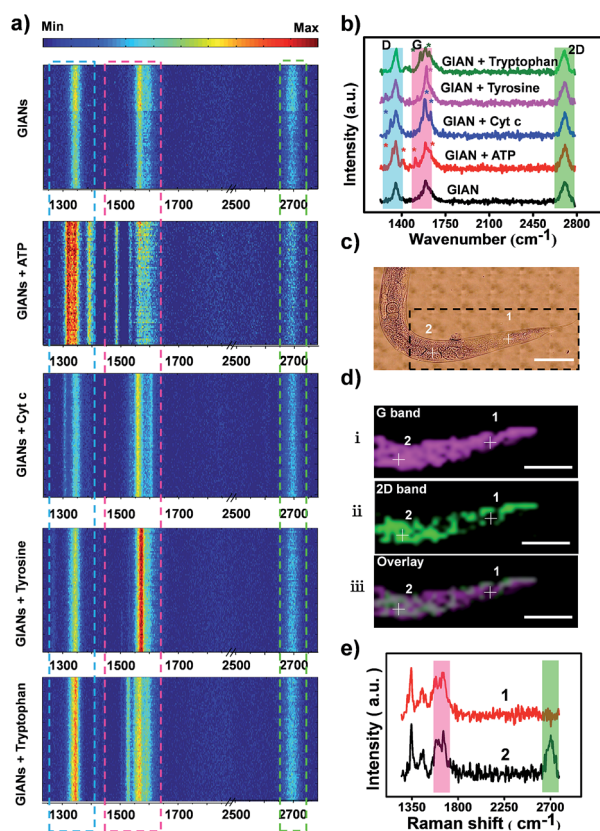 a)
Min
Max
GIANs
1300 1500 1700 2500 2700
GIANs + ATP
1300 1500 1700 2500 2700
GIANs + Cyt c
1300 1500 1700 2500 2700
GIANs + Tyrosine
1300 1500 1700 2500 2700
GIANs + Tryptophan
1300 1500 1700 2500 2700
b)
Intensity (a.u.)
D G * 2D
GIAN + Tryptophan
GIAN + Tyrosine
* * *
GIAN + Cyt c
* * * *
GIAN + ATP
GIAN
1400 1750 2100 2450 2800
Wavenumber (cm-1)
c)
1
2
d)
i
G band
1
2
ii
2D band
1
2
iii
Overlay
1
2
e)
Intensity ( a.u. )
1
2
1350 1800 2250 2700
Raman shift (cm-1)